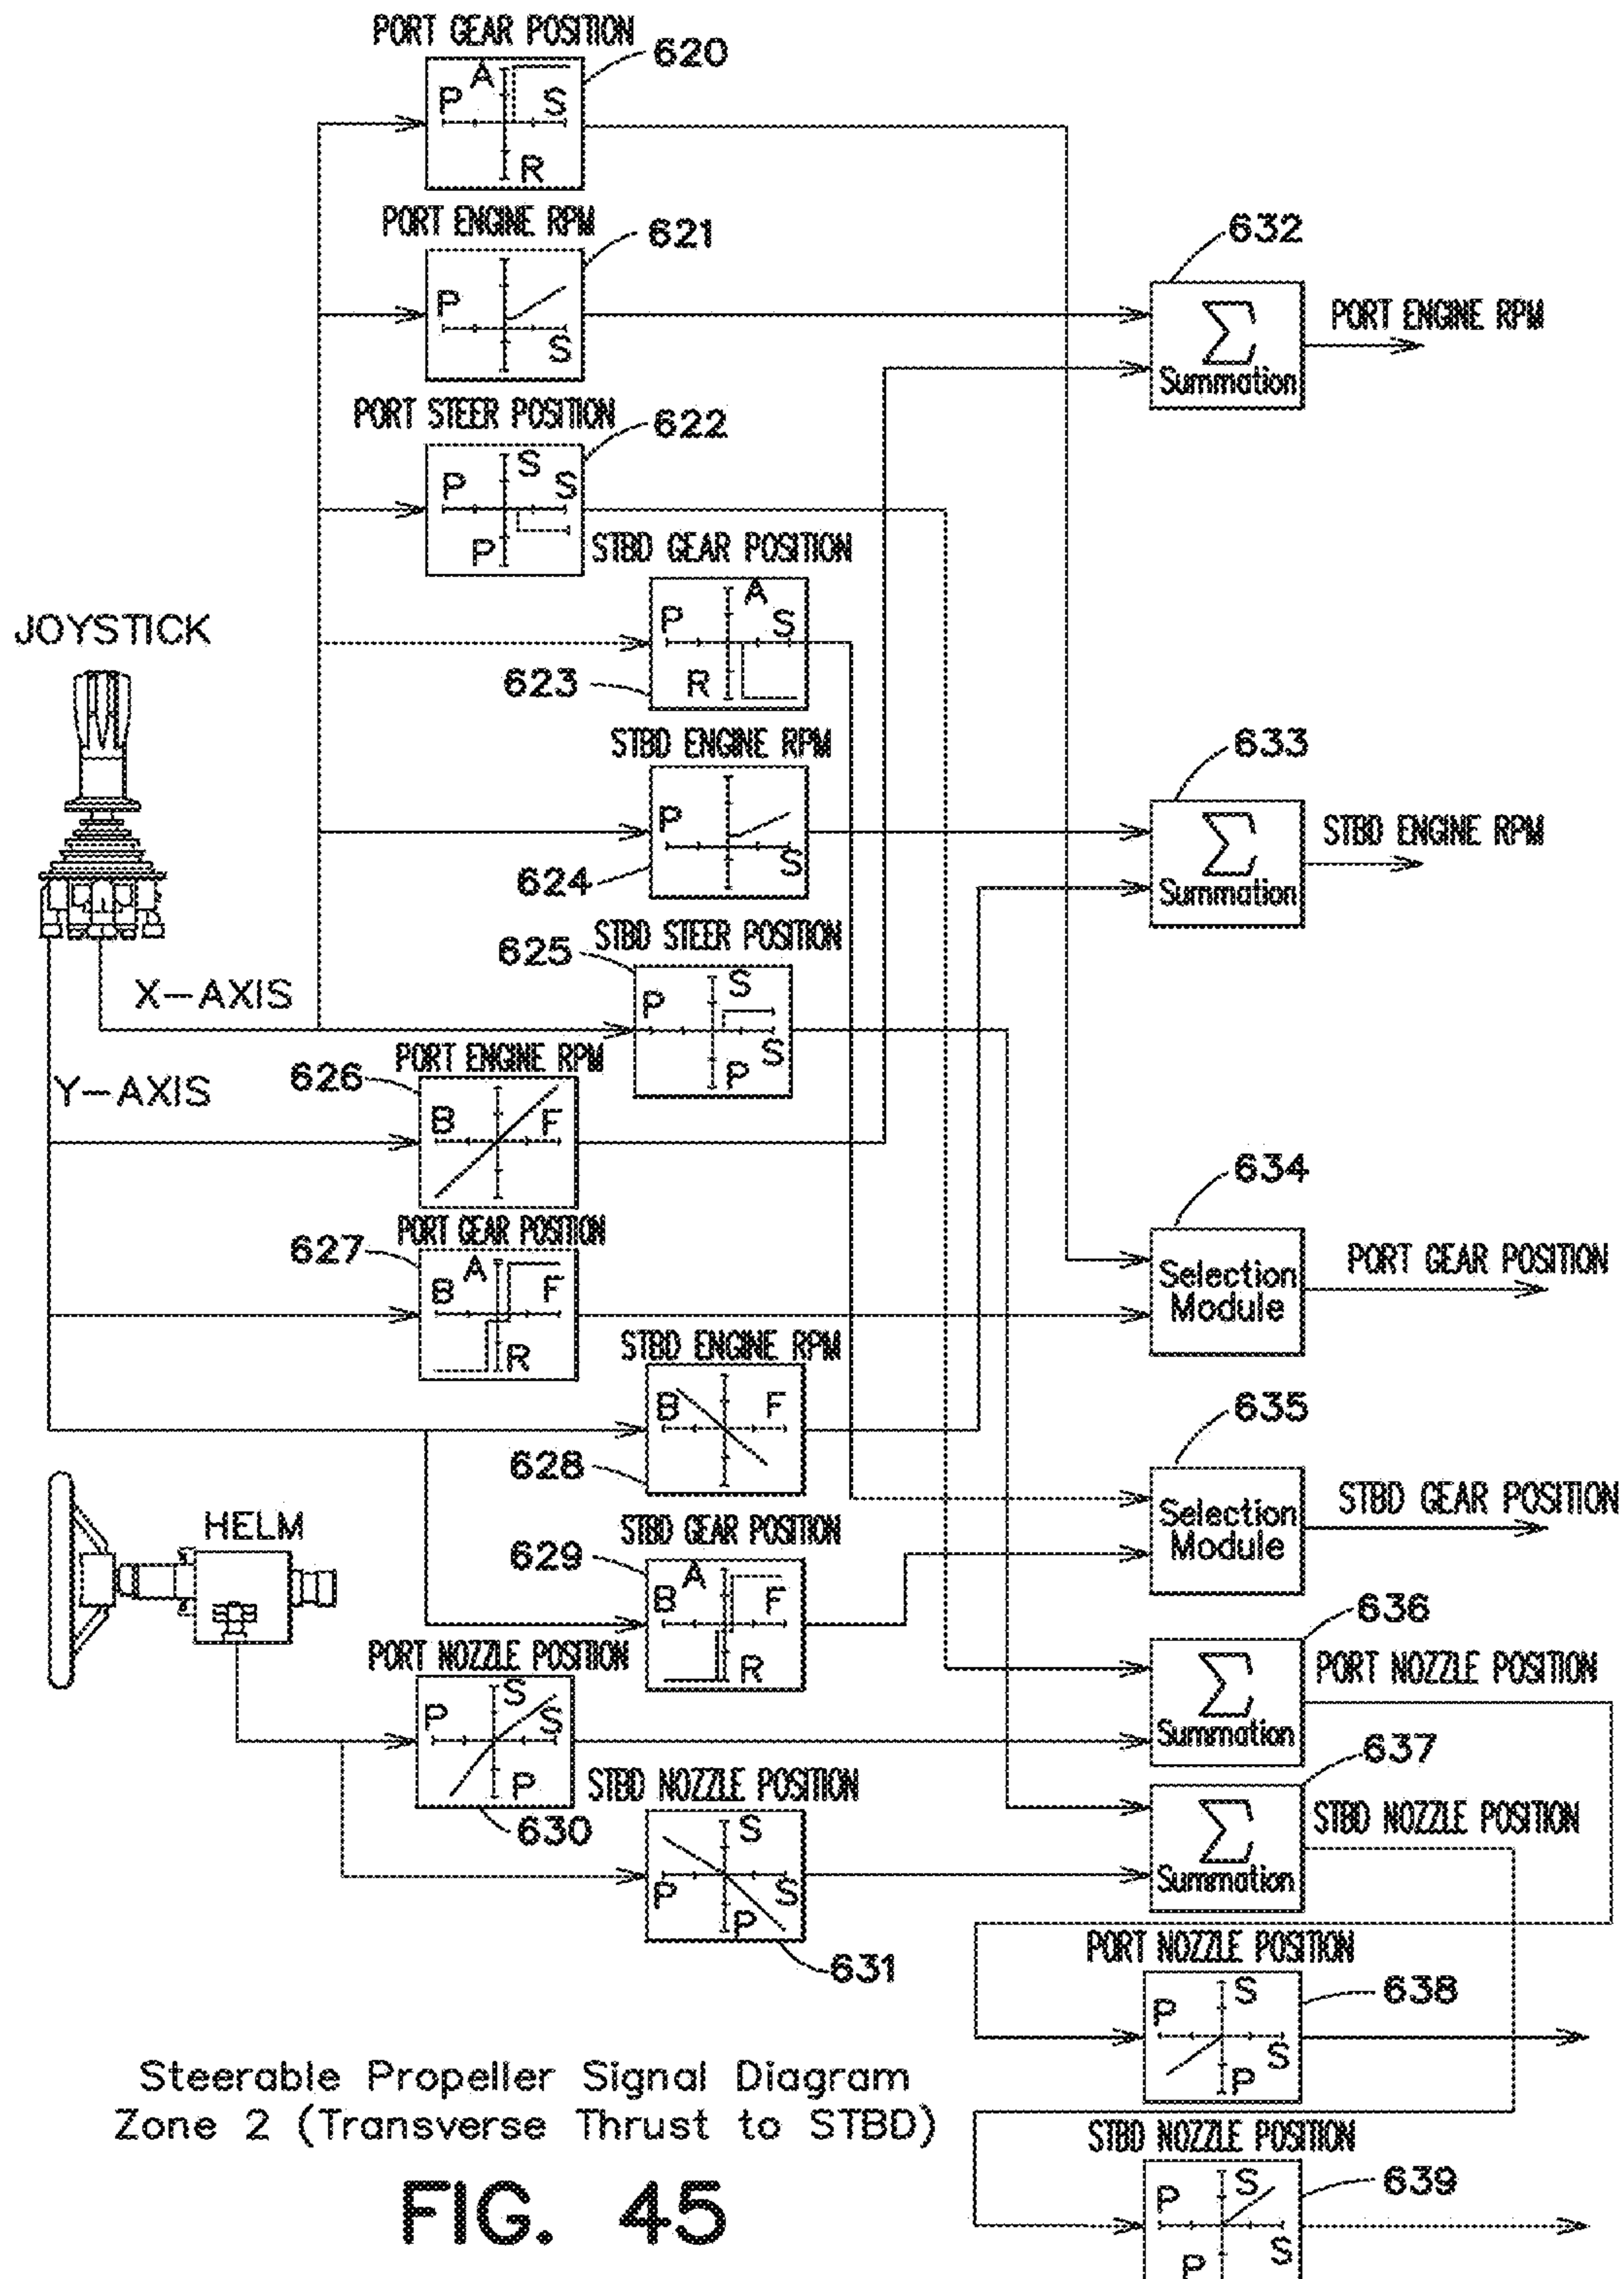 PORT GEAR POSITION
620
A
P
S
R
PORT ENGINE RPM
621
P
S
632
Σ
Summation
PORT ENGINE RPM
PORT STEER POSITION
622
S
P
S
P
STBD GEAR POSITION
A
P
S
R
623
JOYSTICK
STBD ENGINE RPM
P
S
624
633
Σ
Summation
STBD ENGINE RPM
STBD STEER POSITION
625
S
P
S
P
X-AXIS
Y-AXIS
PORT ENGINE RPM
626
B
F
PORT GEAR POSITION
627
A
B
F
R
634
Selection
Module
PORT GEAR POSITION
STBD ENGINE RPM
B
F
628
635
Selection
Module
STBD GEAR POSITION
HELM
STBD GEAR POSITION
629
A
B
F
R
636
Σ
Summation
PORT NOZZLE POSITION
PORT NOZZLE POSITION
S
P
S
P
630
637
Σ
Summation
STBD NOZZLE POSITION
STBD NOZZLE POSITION
S
P
S
P
631
PORT NOZZLE POSITION
638
S
P
S
P
STBD NOZZLE POSITION
639
S
P
S
P
Steerable Propeller Signal Diagram
Zone 2 (Transverse Thrust to STBD)
FIG. 45